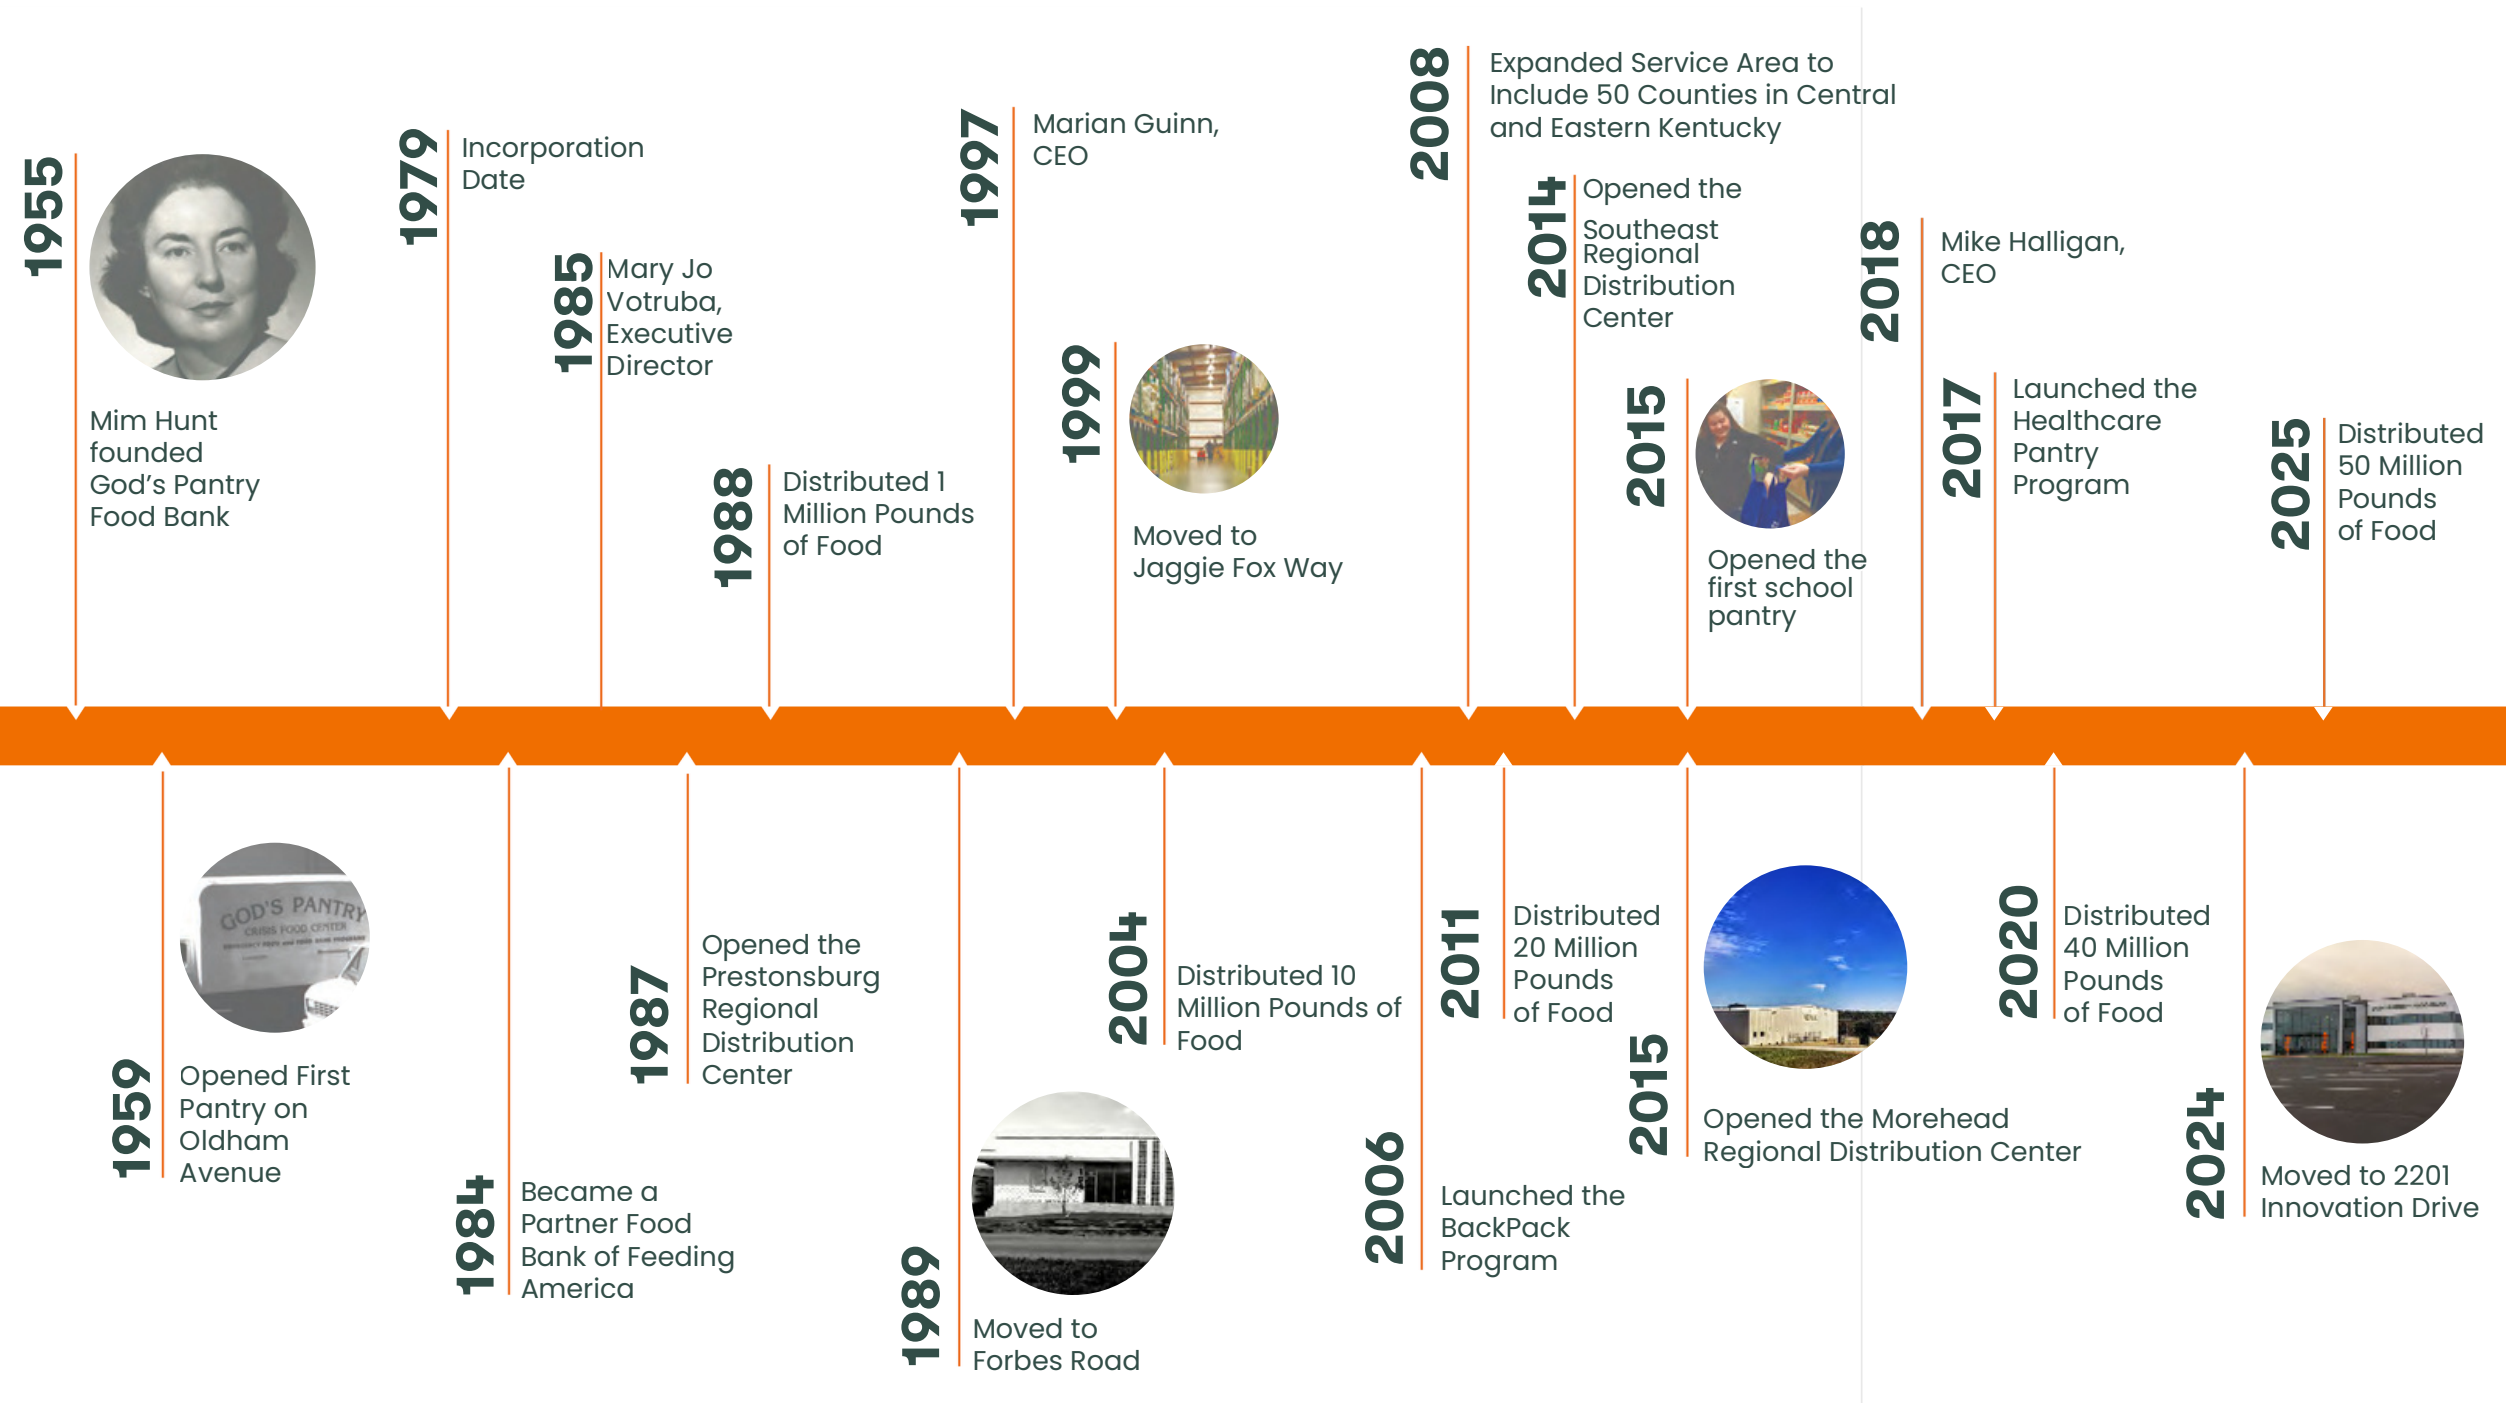 1955
Mim Hunt
founded
God's Pantry
Food Bank
1979
Incorporation
Date
1985
Mary Jo
Votruba,
Executive
Director
1988
Distributed 1
Million Pounds
of Food
1997
Marian Guinn,
CEO
1999
Moved to
Jaggie Fox Way
2008
Expanded Service Area to
Include 50 Counties in Central
and Eastern Kentucky
2014
Opened the
Southeast
Regional
Distribution
Center
2015
Opened the
first school
pantry
2018
Mike Halligan,
CEO
2017
Launched the
Healthcare
Pantry
Program
2025
Distributed
50 Million
Pounds
of Food
1959
GOD'S PANTRY
CRISIS FOOD CENTER
Opened First
Pantry on
Oldham
Avenue
1984
Became a
Partner Food
Bank of Feeding
America
1987
Opened the
Prestonsburg
Regional
Distribution
Center
1989
Moved to
Forbes Road
2004
Distributed 10
Million Pounds of
Food
2006
Launched the
BackPack
Program
2011
Distributed
20 Million
Pounds
of Food
2015
Opened the Morehead
Regional Distribution Center
2020
Distributed
40 Million
Pounds
of Food
2024
Moved to 2201
Innovation Drive